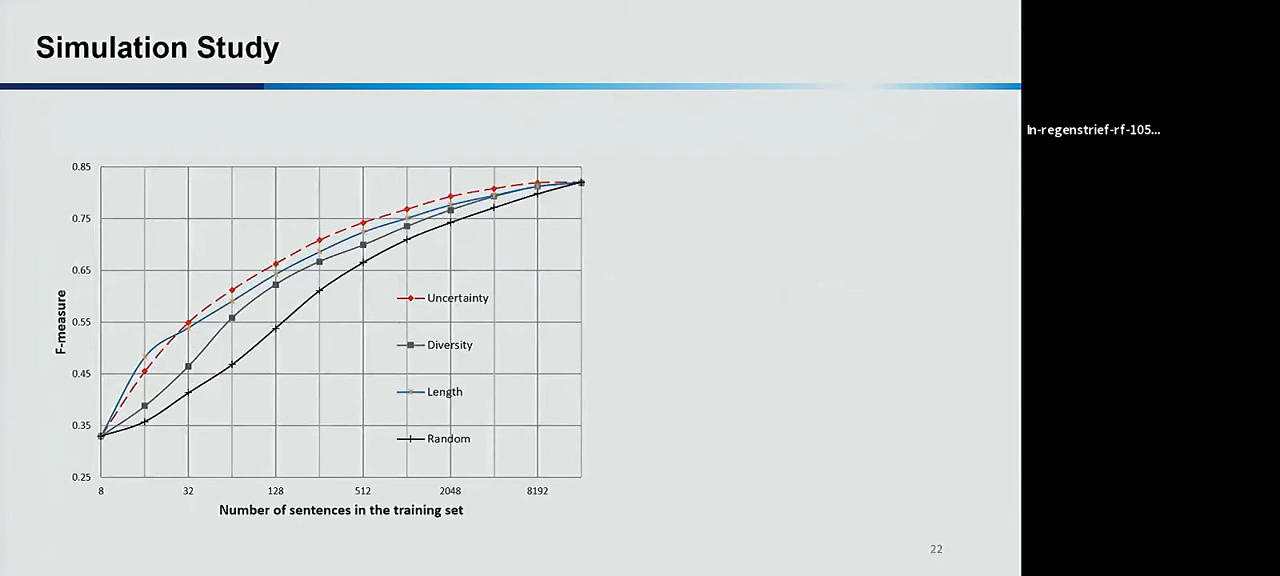 Simulation Study
In-regenstrief-rf-105...
0.85
0.75
0.65
0.55
0.45
0.35
0.25
F-measure
Uncertainty
Diversity
Length
Random
8 32 128 512 2048 8192
Number of sentences in the training set
22